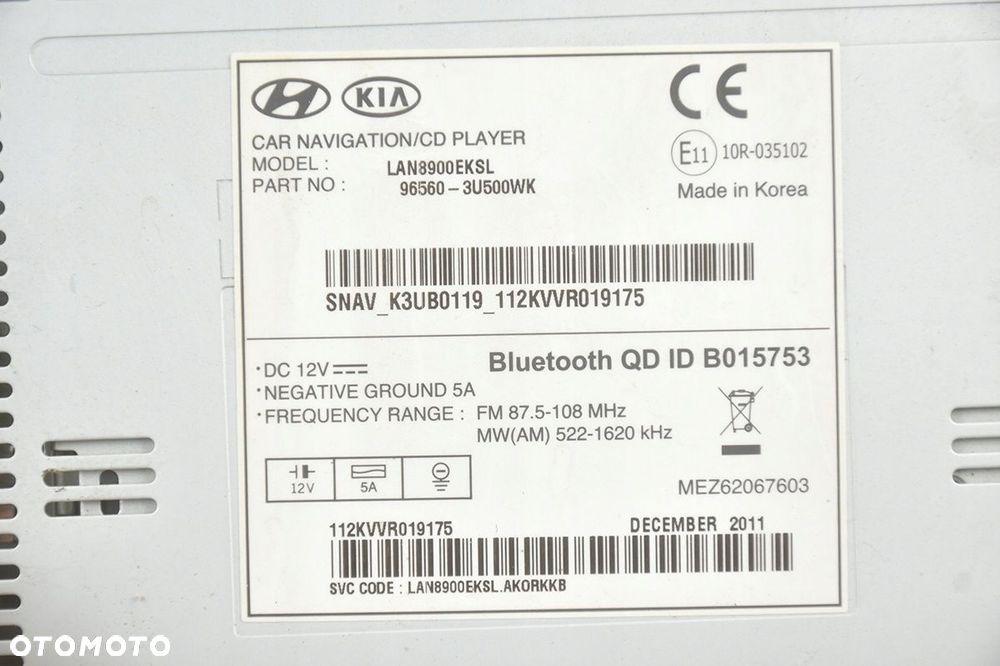 KIA
CE
CAR NAVIGATION/CD PLAYER
MODEL : LAN8900EKSL
PART NO : 96560-3U500WK
E11 10R-035102
Made in Korea
SNAV_K3UB0119_112KVVR019175
·DC 12V
Bluetooth QD ID B015753
·NEGATIVE GROUND 5A
·FREQUENCY RANGE : FM 87.5-108 MHz
MW(AM) 522-1620 kHz
12V 5A
MEZ62067603
112KVVR019175 DECEMBER 2011
SVC CODE : LAN8900EKSL.AKORKKB
OTOMOTO